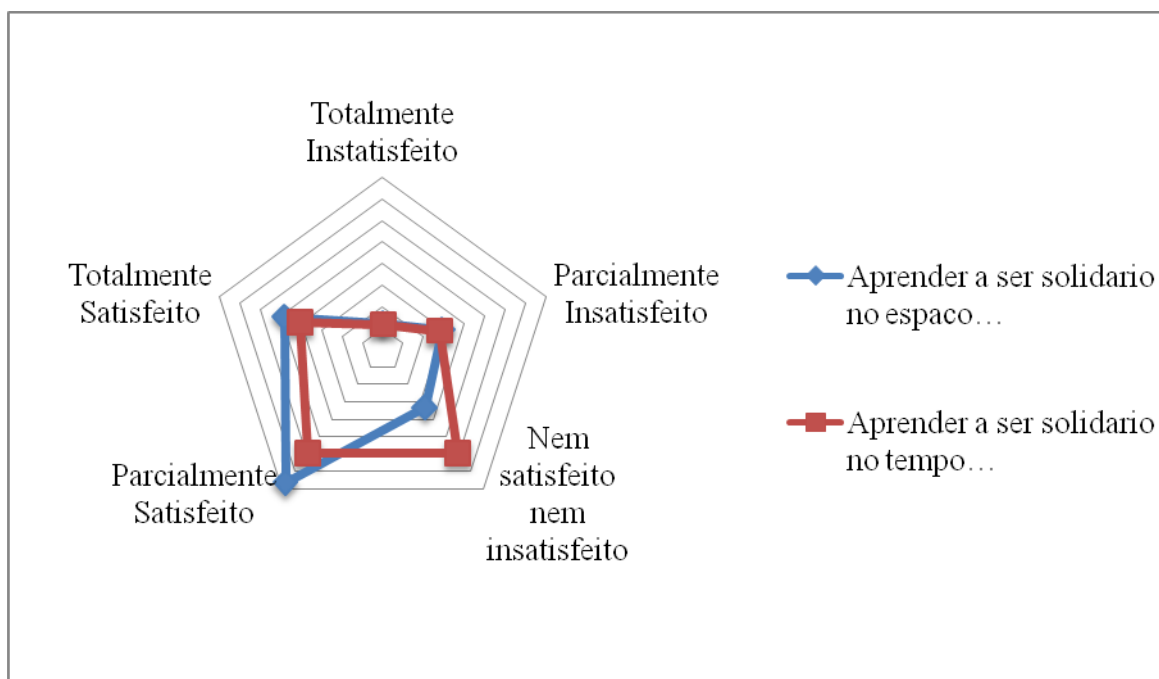 Totalmente
Instatisfeito
Parcialmente
Insatisfeito
Nem
satisfeito
nem
insatisfeito
Parcialmente
Satisfeito
Totalmente
Satisfeito
Aprender a ser solidario
no espaco…
Aprender a ser solidario
no tempo…